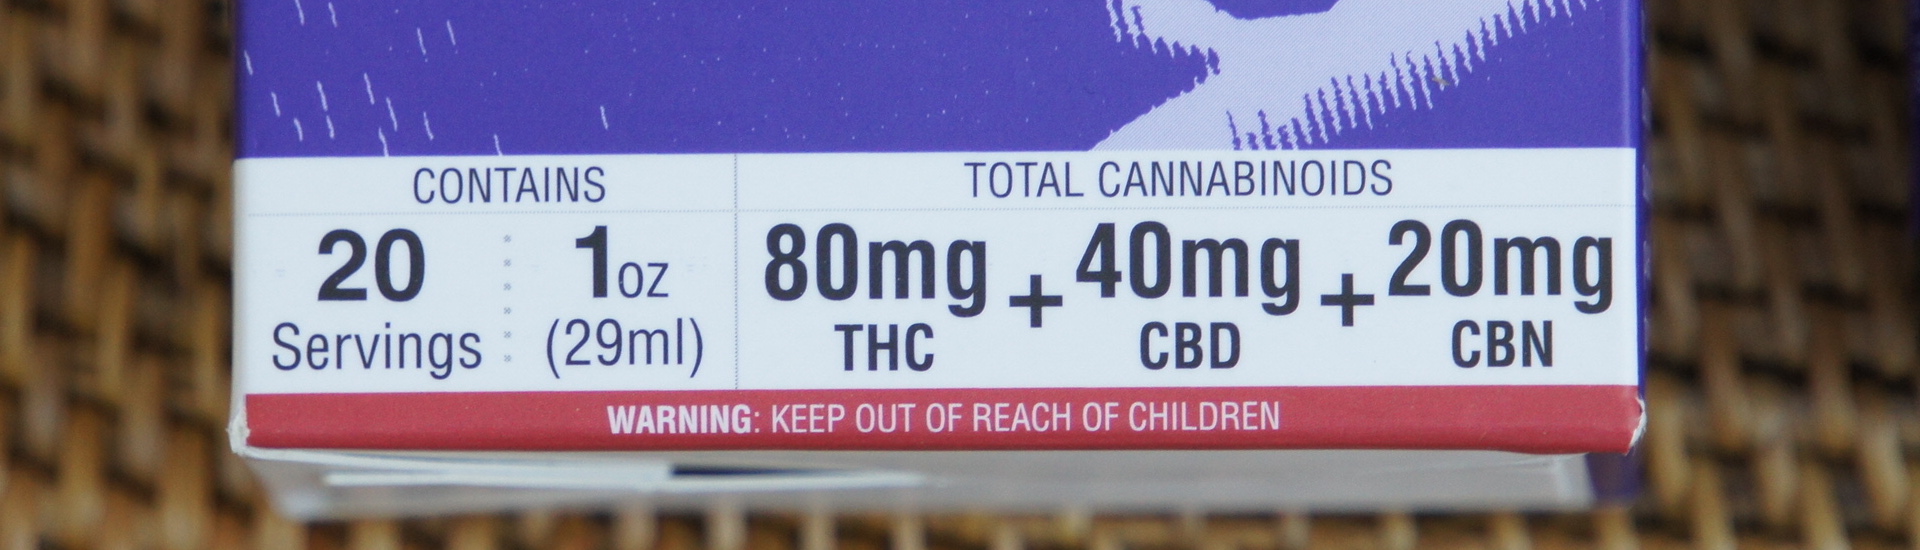 CONTAINS
20 Servings
1oz (29ml)
TOTAL CANNABINOIDS
80mg THC + 40mg CBD + 20mg CBN
WARNING: KEEP OUT OF REACH OF CHILDREN